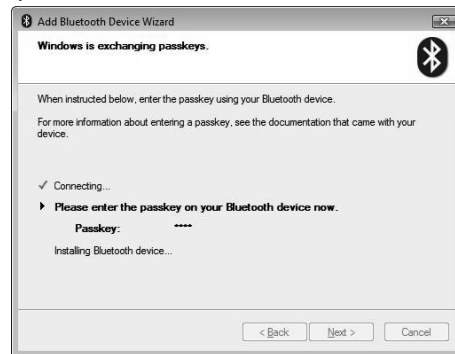 Add Bluetooth Device Wizard
Windows is exchanging passkeys.
When instructed below, enter the passkey using your Bluetooth device.
For more information about entering a passkey, see the documentation that came with your
device.
✓ Connecting...
Please enter the passkey on your Bluetooth device now.
Passkey: ****
Installing Bluetooth device...
< Back Next > Cancel